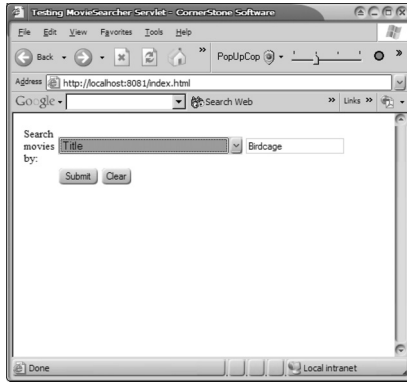 Testing MovieSearcher Servlet - CornerStone Software
File Edit View Favorites Tools Help
Back » PopUpCop »
Address http://localhost:8081/index.html
Google Search Web » Links »
Search
movies
by:
Title Birdcage
Submit Clear
Done Local intranet